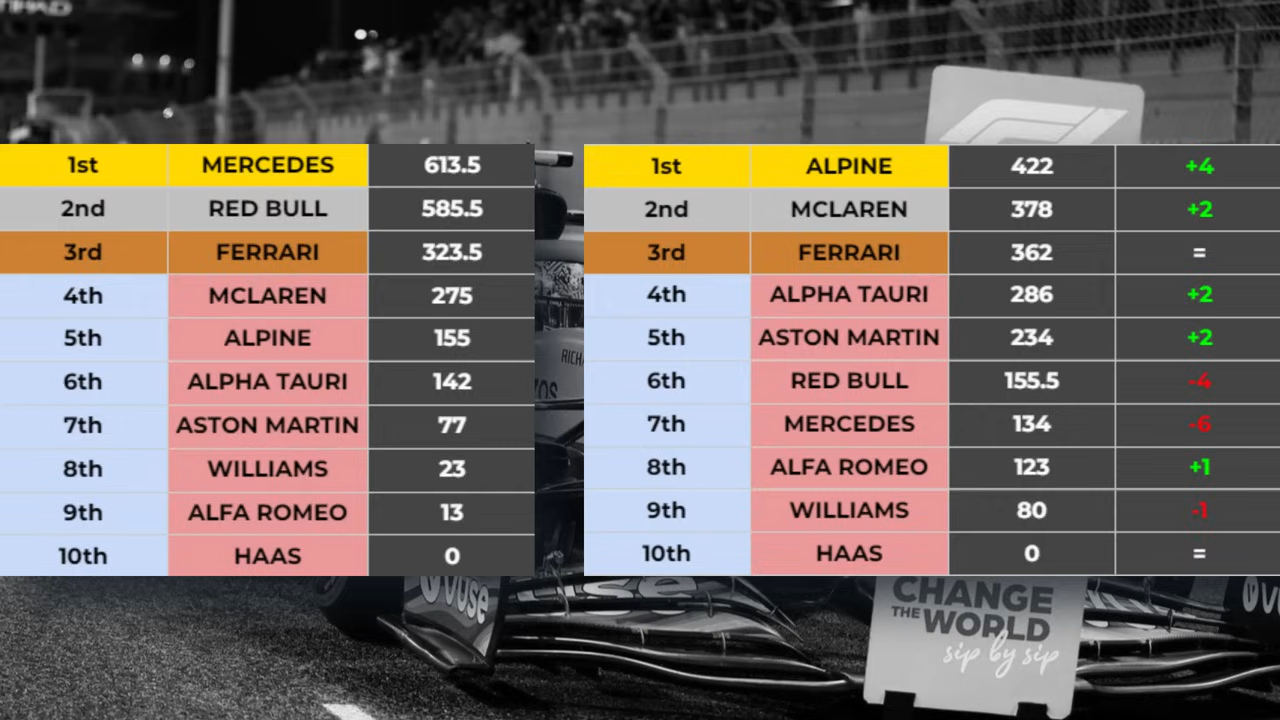 1st MERCEDES 613.5
2nd RED BULL 585.5
3rd FERRARI 323.5
4th MCLAREN 275
5th ALPINE 155
6th ALPHA TAURI 142
7th ASTON MARTIN 77
8th WILLIAMS 23
9th ALFA ROMEO 13
10th HAAS 0
1st ALPINE 422 +4
2nd MCLAREN 378 +2
3rd FERRARI 362 =
4th ALPHA TAURI 286 +2
5th ASTON MARTIN 234 +2
6th RED BULL 155.5 -4
7th MERCEDES 134 -6
8th ALFA ROMEO 123 +1
9th WILLIAMS 80 -1
10th HAAS 0 =
vuse
CHANGE
THE WORLD
sip by sip